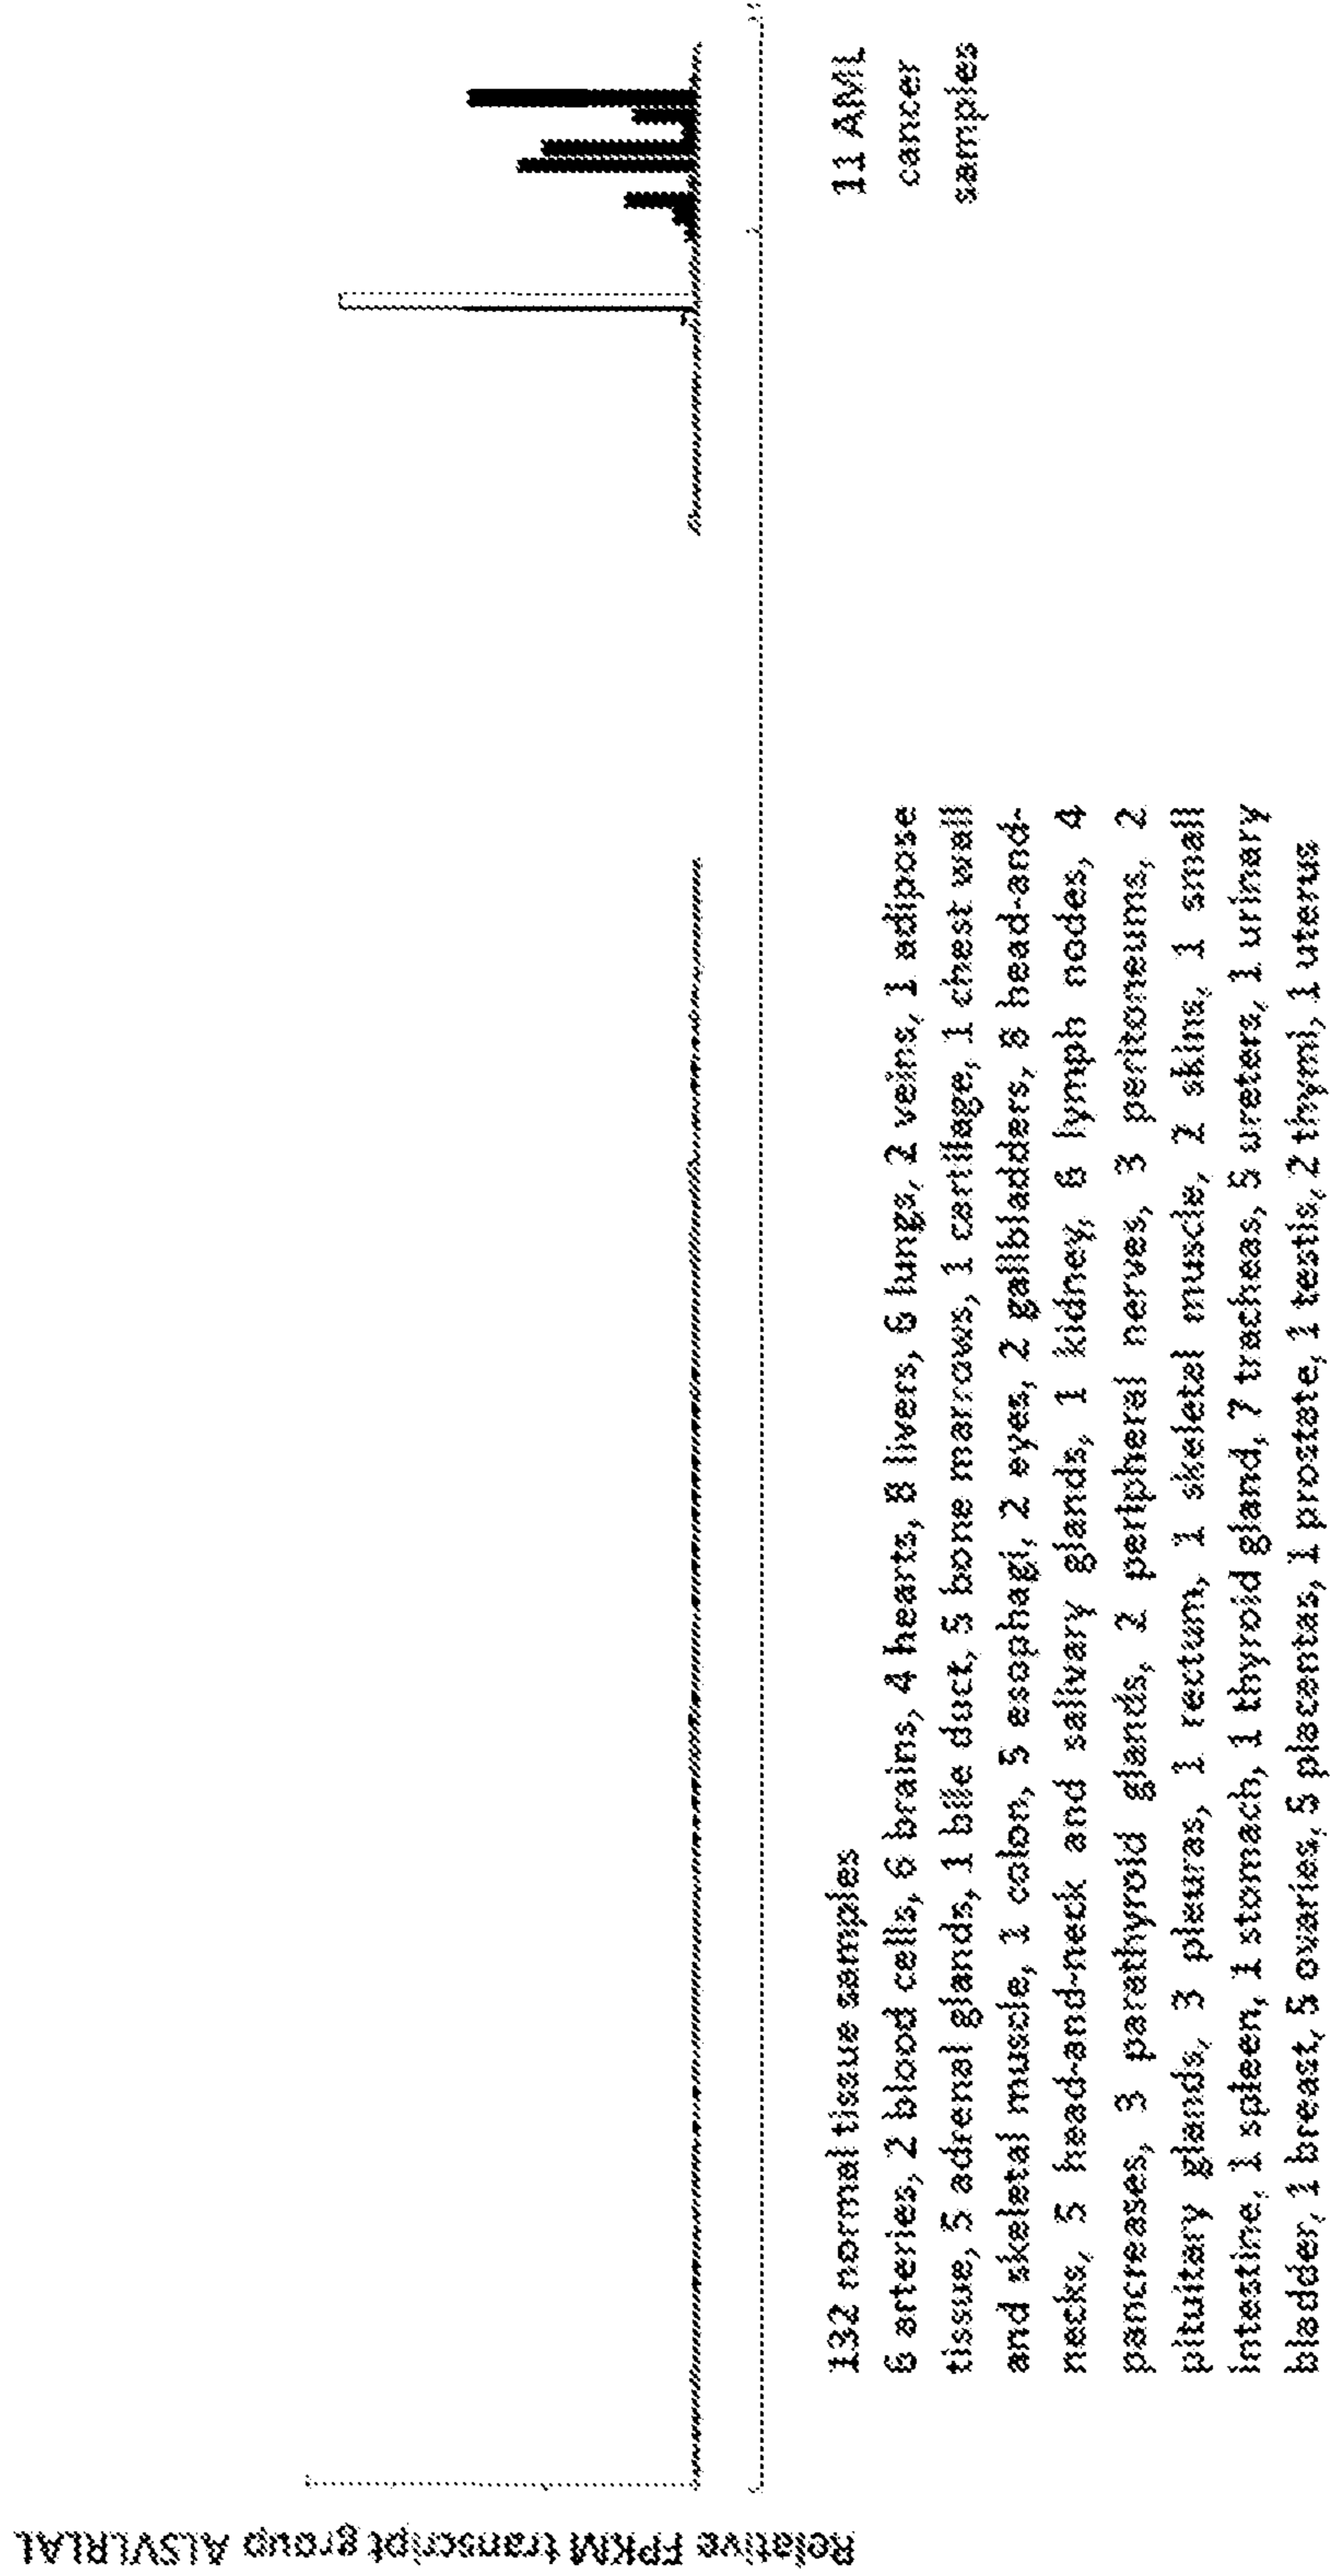 Relative FPKM transcript group ALSVLRLAL
132 normal tissue samples
6 arteries, 2 blood cells, 6 brains, 4 hearts, 8 livers, 6 lungs, 2 veins, 1 adipose
tissue, 5 adrenal glands, 1 bile duct, 5 bone marrows, 1 cartilage, 1 chest wall
and skeletal muscle, 1 colon, 5 esophagi, 2 eyes, 2 gallbladders, 8 head-and-
necks, 5 head-and-neck and salivary glands, 1 kidney, 6 lymph nodes, 4
pancreases, 3 parathyroid glands, 2 peripheral nerves, 3 peritoneums, 2
pituitary glands, 3 pleuras, 1 rectum, 1 skeletal muscle, 2 skins, 1 small
intestine, 1 spleen, 1 stomach, 1 thyroid gland, 7 tracheas, 5 ureters, 1 urinary
bladder, 1 breast, 5 ovaries, 5 placentas, 1 prostate, 1 testis, 2 thymi, 1 uterus
11 AML
cancer
samples